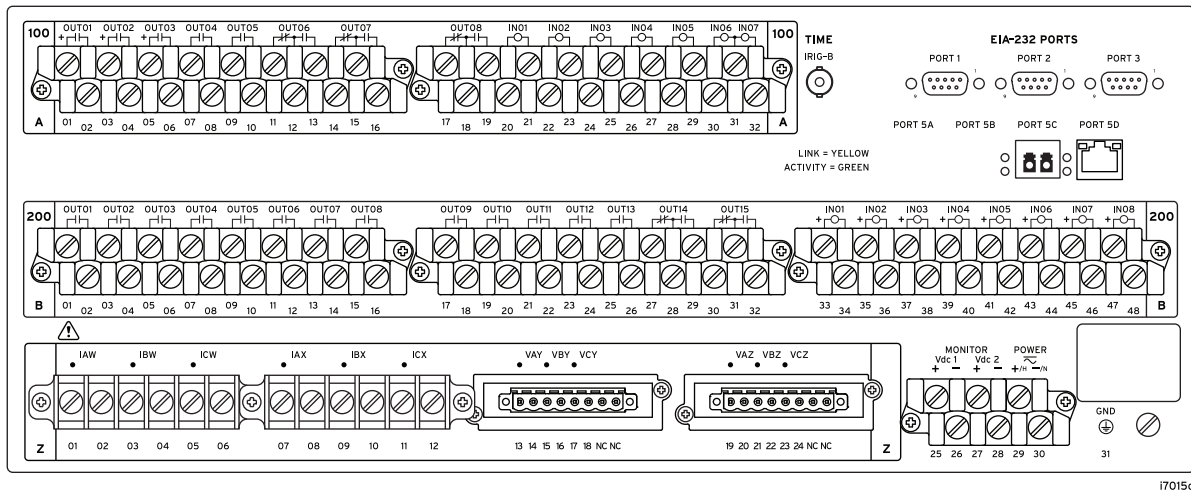 100 OUT01 OUT02 OUT03 OUT04 OUT05 OUT06 OUT07 OUT08 IN01 IN02 IN03 IN04 IN05 IN06 IN07 100
+ + +
A 01 02 03 04 05 06 07 08 09 10 11 12 13 14 15 16 17 18 19 20 21 22 23 24 25 26 27 28 29 30 31 32 A
TIME
IRIG-B
EIA-232 PORTS
PORT 1 PORT 2 PORT 3
1 1 1
9 9 9
PORT 5A PORT 5B PORT 5C PORT 5D
LINK = YELLOW
ACTIVITY = GREEN
200 OUT01 OUT02 OUT03 OUT04 OUT05 OUT06 OUT07 OUT08 OUT09 OUT10 OUT11 OUT12 OUT13 OUT14 OUT15 IN01 IN02 IN03 IN04 IN05 IN06 IN07 IN08 200
+ + + + + + + +
B 01 02 03 04 05 06 07 08 09 10 11 12 13 14 15 16 17 18 19 20 21 22 23 24 25 26 27 28 29 30 31 32 33 34 35 36 37 38 39 40 41 42 43 44 45 46 47 48 B
IAW IBW ICW IAX IBX ICX VAY VBY VCY VAZ VBZ VCZ
Z 01 02 03 04 05 06 07 08 09 10 11 12 13 14 15 16 17 18 NC NC 19 20 21 22 23 24 NC NC Z
MONITOR POWER
Vdc 1 Vdc 2
+ − + − +/H −/N
25 26 27 28 29 30
GND
31
i7015c